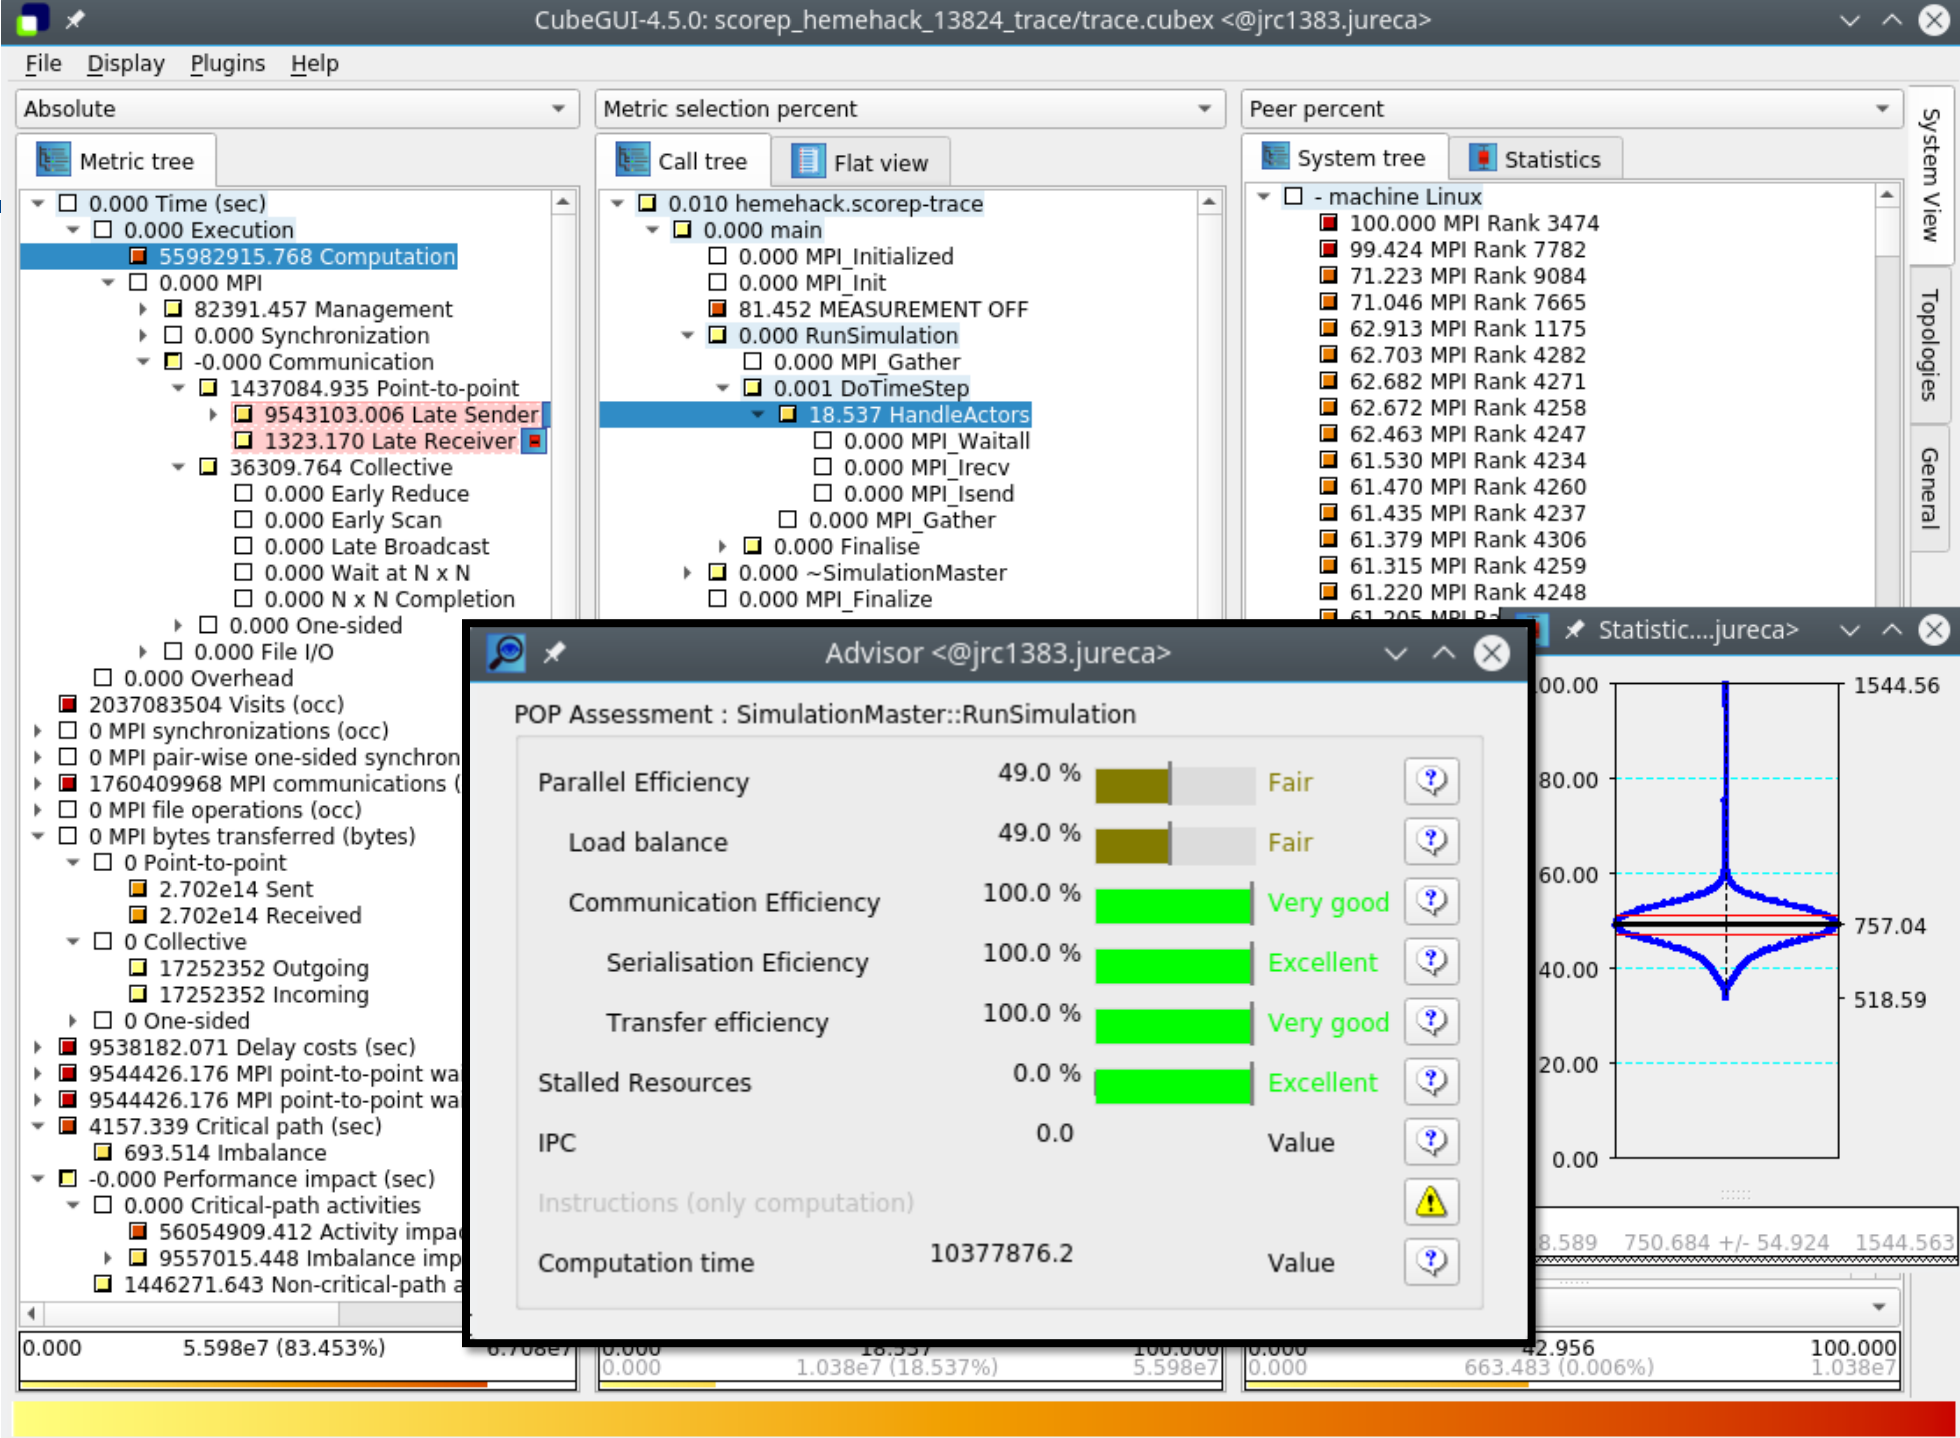 CubeGUI-4.5.0: scorep_hemehack_13824_trace/trace.cubex <@jrc1383.jureca>
File Display Plugins Help
Absolute
Metric tree
0.000 Time (sec)
0.000 Execution
55982915.768 Computation
0.000 MPI
82391.457 Management
0.000 Synchronization
-0.000 Communication
1437084.935 Point-to-point
9543103.006 Late Sender
1323.170 Late Receiver
36309.764 Collective
0.000 Early Reduce
0.000 Early Scan
0.000 Late Broadcast
0.000 Wait at N x N
0.000 N x N Completion
0.000 One-sided
0.000 File I/O
0.000 Overhead
2037083504 Visits (occ)
0 MPI synchronizations (occ)
0 MPI pair-wise one-sided synchron
1760409968 MPI communications (
0 MPI file operations (occ)
0 MPI bytes transferred (bytes)
0 Point-to-point
2.702e14 Sent
2.702e14 Received
0 Collective
17252352 Outgoing
17252352 Incoming
0 One-sided
9538182.071 Delay costs (sec)
9544426.176 MPI point-to-point wa
9544426.176 MPI point-to-point wa
4157.339 Critical path (sec)
693.514 Imbalance
-0.000 Performance impact (sec)
0.000 Critical-path activities
56054909.412 Activity impa
9557015.448 Imbalance imp
1446271.643 Non-critical-path a
0.000 5.598e7 (83.453%) 6.708e7
Metric selection percent
Call tree Flat view
0.010 hemehack.scorep-trace
0.000 main
0.000 MPI_Initialized
0.000 MPI_Init
81.452 MEASUREMENT OFF
0.000 RunSimulation
0.000 MPI_Gather
0.001 DoTimeStep
18.537 HandleActors
0.000 MPI_Waitall
0.000 MPI_Irecv
0.000 MPI_Isend
0.000 MPI_Gather
0.000 Finalise
0.000 ~SimulationMaster
0.000 MPI_Finalize
0.000 18.537 100.000
0.000 1.038e7 (18.537%) 5.598e7
Peer percent
System tree Statistics
- machine Linux
100.000 MPI Rank 3474
99.424 MPI Rank 7782
71.223 MPI Rank 9084
71.046 MPI Rank 7665
62.913 MPI Rank 1175
62.703 MPI Rank 4282
62.682 MPI Rank 4271
62.672 MPI Rank 4258
62.463 MPI Rank 4247
61.530 MPI Rank 4234
61.470 MPI Rank 4260
61.435 MPI Rank 4237
61.379 MPI Rank 4306
61.315 MPI Rank 4259
61.220 MPI Rank 4248
61.205 MPI Ra
0.000 42.956 100.000
0.000 663.483 (0.006%) 1.038e7
System View
Topologies
General
Advisor <@jrc1383.jureca>
POP Assessment : SimulationMaster::RunSimulation
Parallel Efficiency 49.0 % Fair
Load balance 49.0 % Fair
Communication Efficiency 100.0 % Very good
Serialisation Eficiency 100.0 % Excellent
Transfer efficiency 100.0 % Very good
Stalled Resources 0.0 % Excellent
IPC 0.0 Value
Instructions (only computation)
Computation time 10377876.2 Value
Statistic....jureca>
00.00 1544.56
80.00
60.00
757.04
40.00
518.59
20.00
0.00
8.589 750.684 +/- 54.924 1544.563